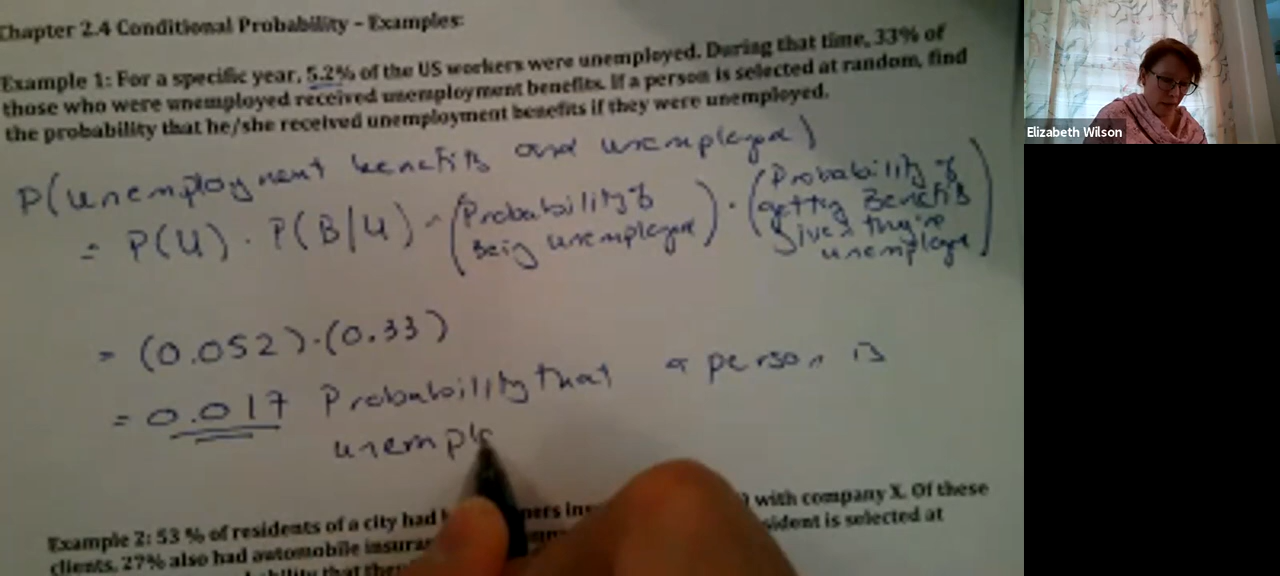 Chapter 2.4 Conditional Probability – Examples:
Example 1: For a specific year, 5.2% of the US workers were unemployed. During that time, 33% of
those who were unemployed received unemployment benefits. If a person is selected at random, find
the probability that he/she received unemployment benefits if they were unemployed.
P(unemployment benefits and unemployed)
= P(U) · P(B/U) = (Probability of Being unemployed) · (Probability of getting Benefits given they're unemployed)
= (0.052)·(0.33)
= 0.017 Probability that a person is
unemplo
Example 2: 53 % of residents of a city had with company X. Of these
clients, 27% also had automobile resident is selected at
Elizabeth Wilson